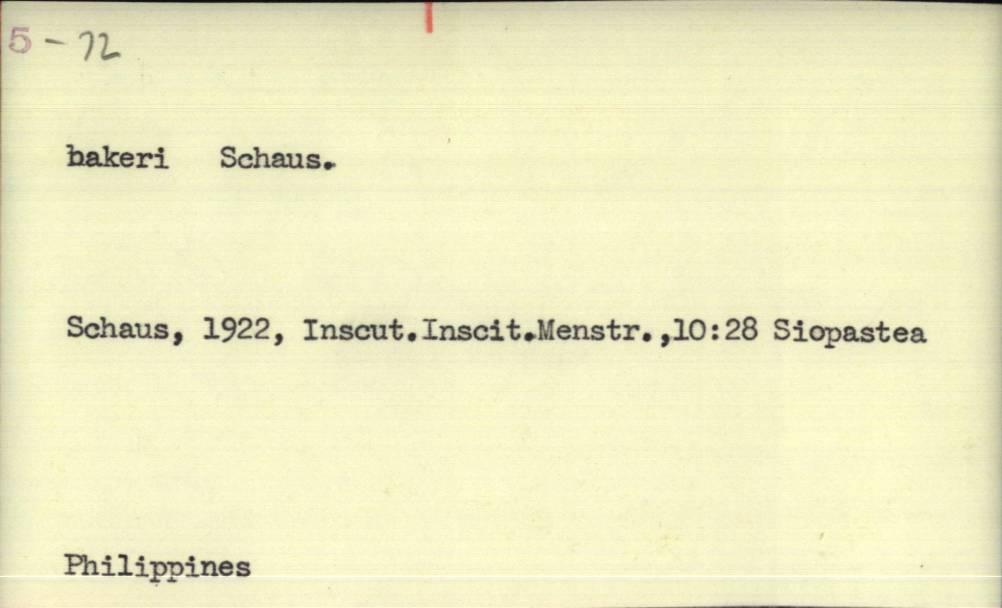 5 - 72
bakeri Schaus.
Schaus, 1922, Inscut.Inscit.Menstr.,10:28 Siopastea
Philippines